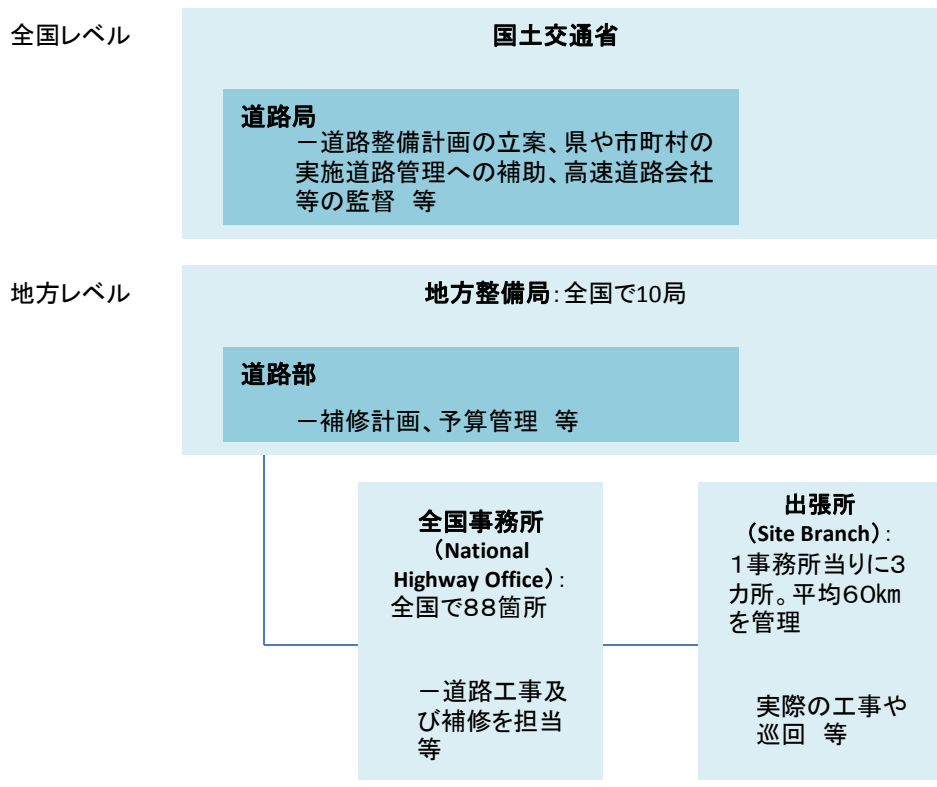 全国レベル
国土交通省
道路局
－道路整備計画の立案、県や市町村の
実施道路管理への補助、高速道路会社
等の監督　等
地方レベル
地方整備局：全国で10局
道路部
－補修計画、予算管理　等
全国事務所
（National
Highway Office）：
全国で８８箇所
－道路工事及
び補修を担当
等
出張所
（Site Branch）：
１事務所当りに３
カ所。平均６０㎞
を管理
実際の工事や
巡回　等